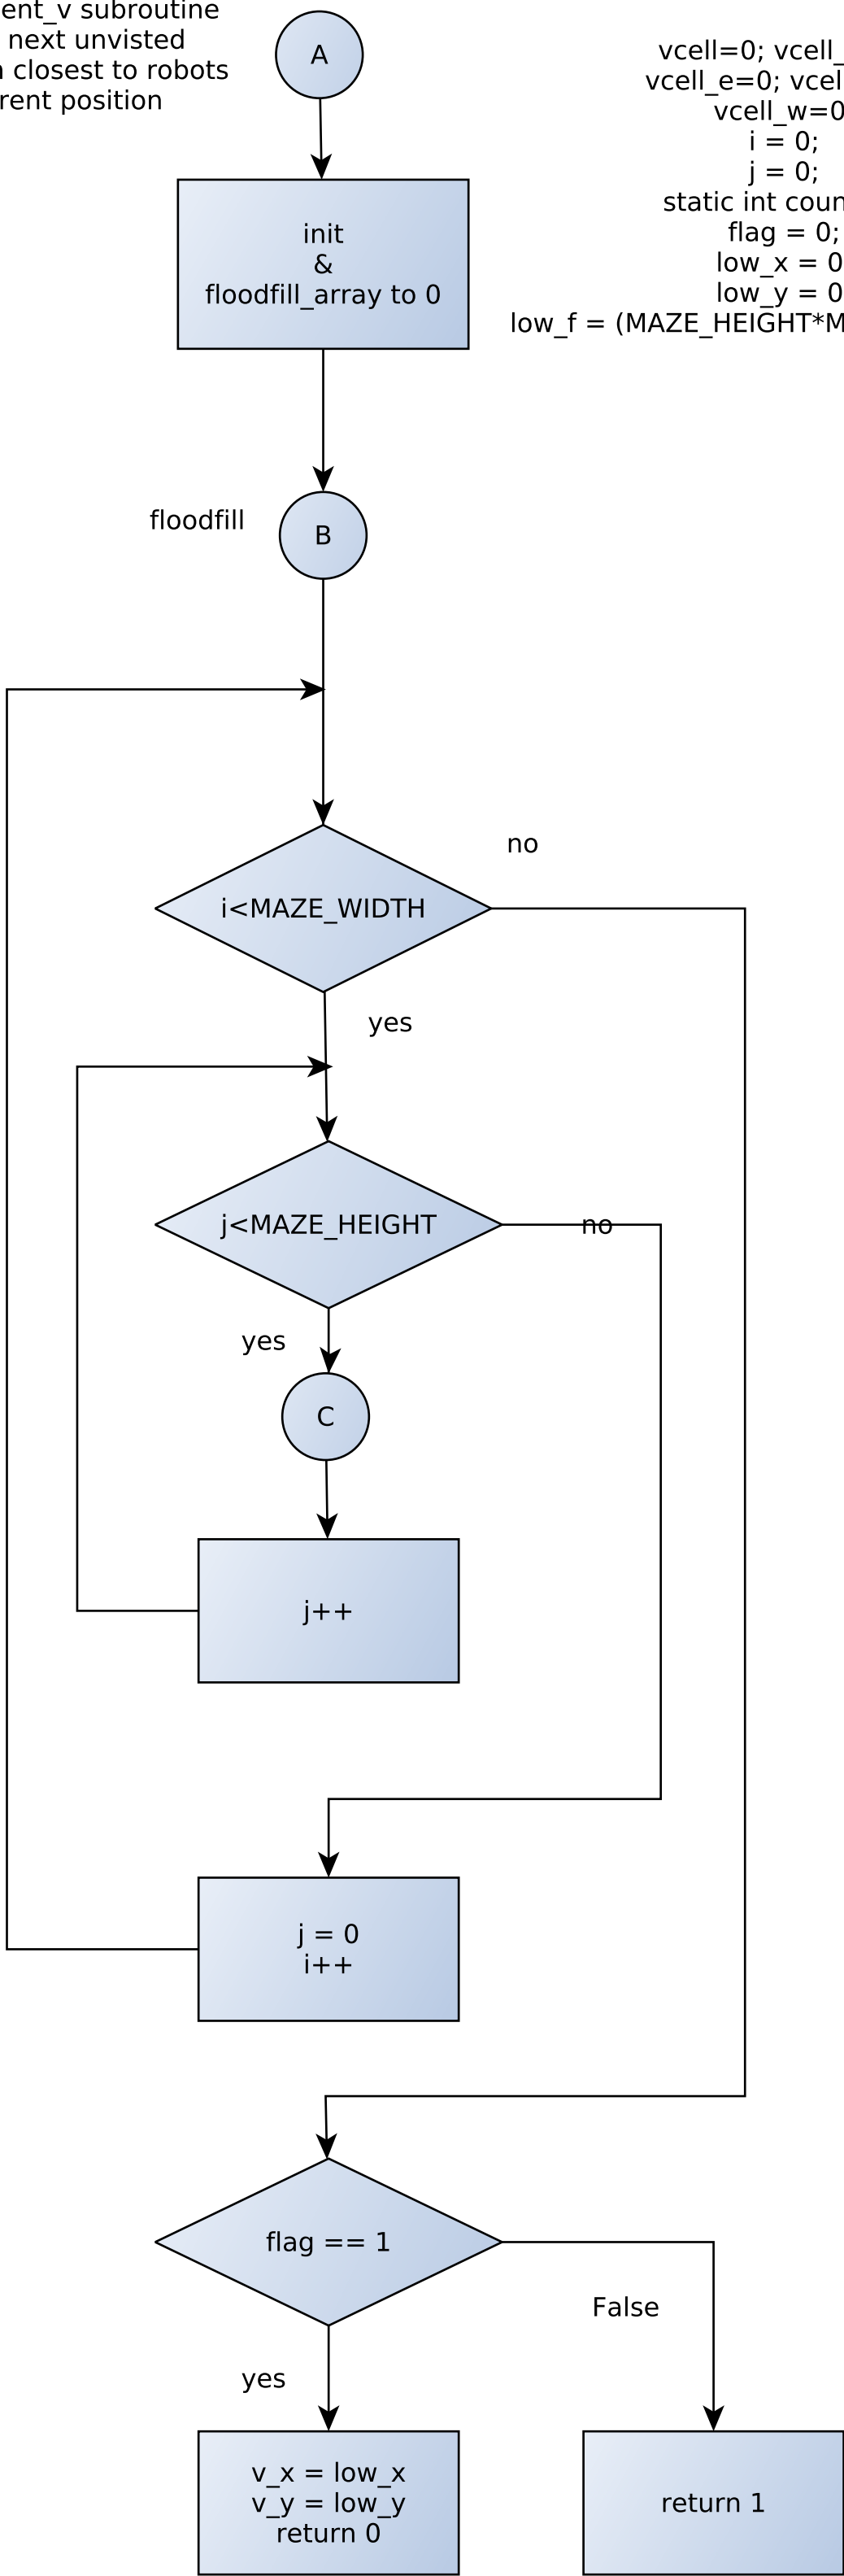 ent_v subroutine
next unvisted
closest to robots
rent position
A
vcell=0; vcell_
vcell_e=0; vcel
vcell_w=0
i = 0;
j = 0;
static int coun
flag = 0;
low_x = 0
low_y = 0
low_f = (MAZE_HEIGHT*M
init
&
floodfill_array to 0
floodfill
B
no
i<MAZE_WIDTH
yes
j<MAZE_HEIGHT
no
yes
C
j++
j = 0
i++
flag == 1
False
yes
v_x = low_x
v_y = low_y
return 0
return 1